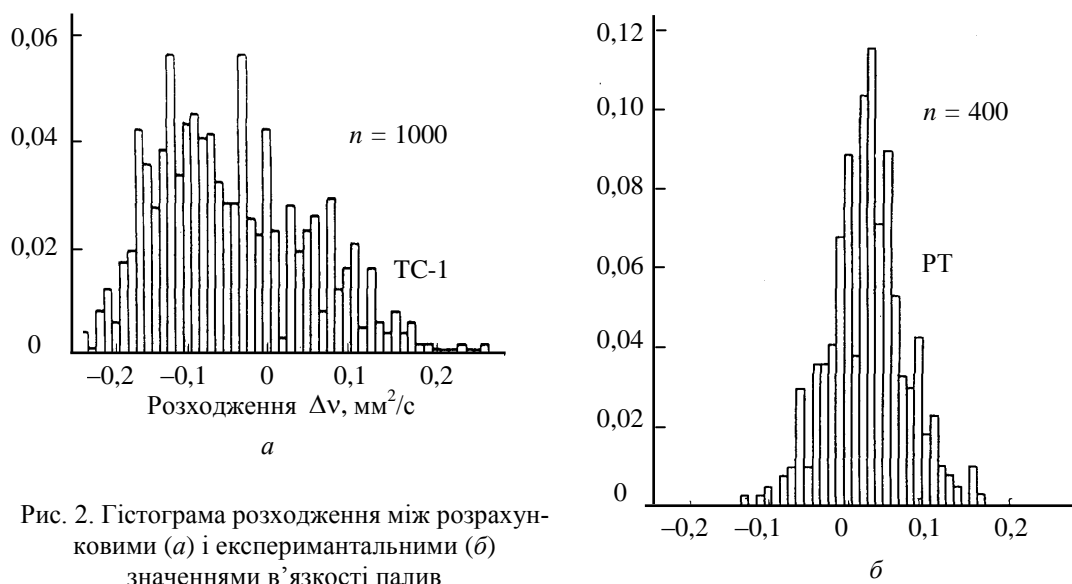 0,06
0,04
0,02
0
n = 1000
ТС-1
–0,2 –0,1 0 0,1 0,2
Розходження Δν, мм²/с
а
0,12
0,10
0,08
0,06
0,04
0,02
0
n = 400
РТ
–0,2 –0,1 0 0,1 0,2
б
Рис. 2. Гістограма розходження між розрахун-
ковими (а) і експеримантальними (б)
значеннями в’язкості палив